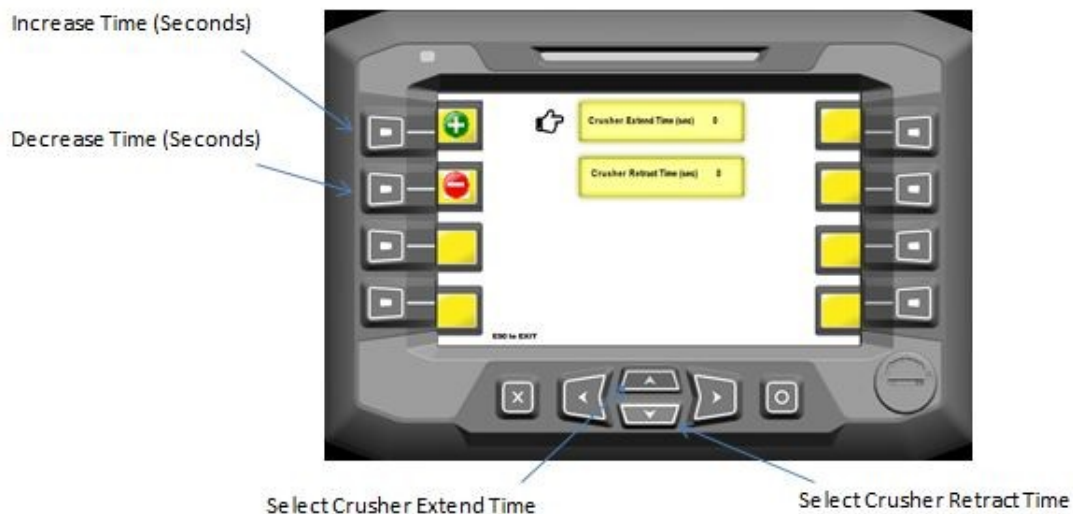 Increase Time (Seconds)
Decrease Time (Seconds)
Crusher Extend Time (sec) 0
Crusher Retract Time (sec) 0
ESC to EXIT
Select Crusher Extend Time
Select Crusher Retract Time